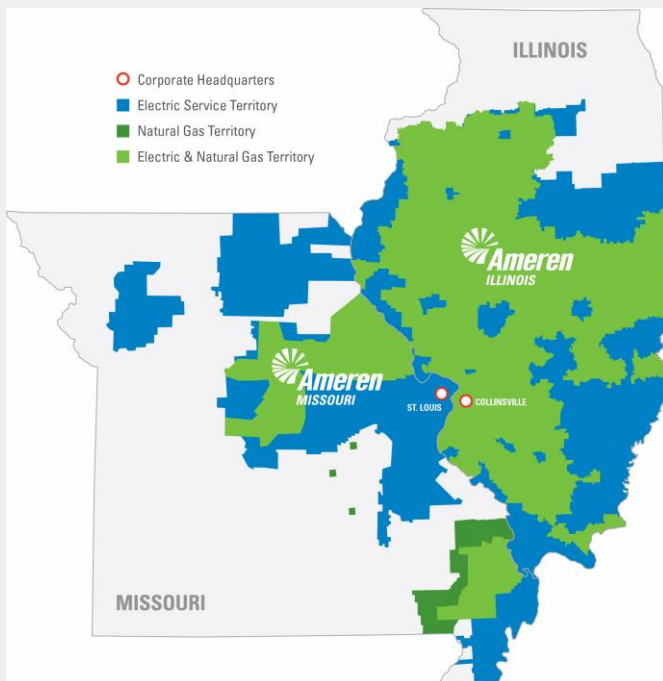 ILLINOIS
Corporate Headquarters
Electric Service Territory
Natural Gas Territory
Electric & Natural Gas Territory
Ameren
ILLINOIS
Ameren
MISSOURI
ST. LOUIS
COLLINSVILLE
MISSOURI